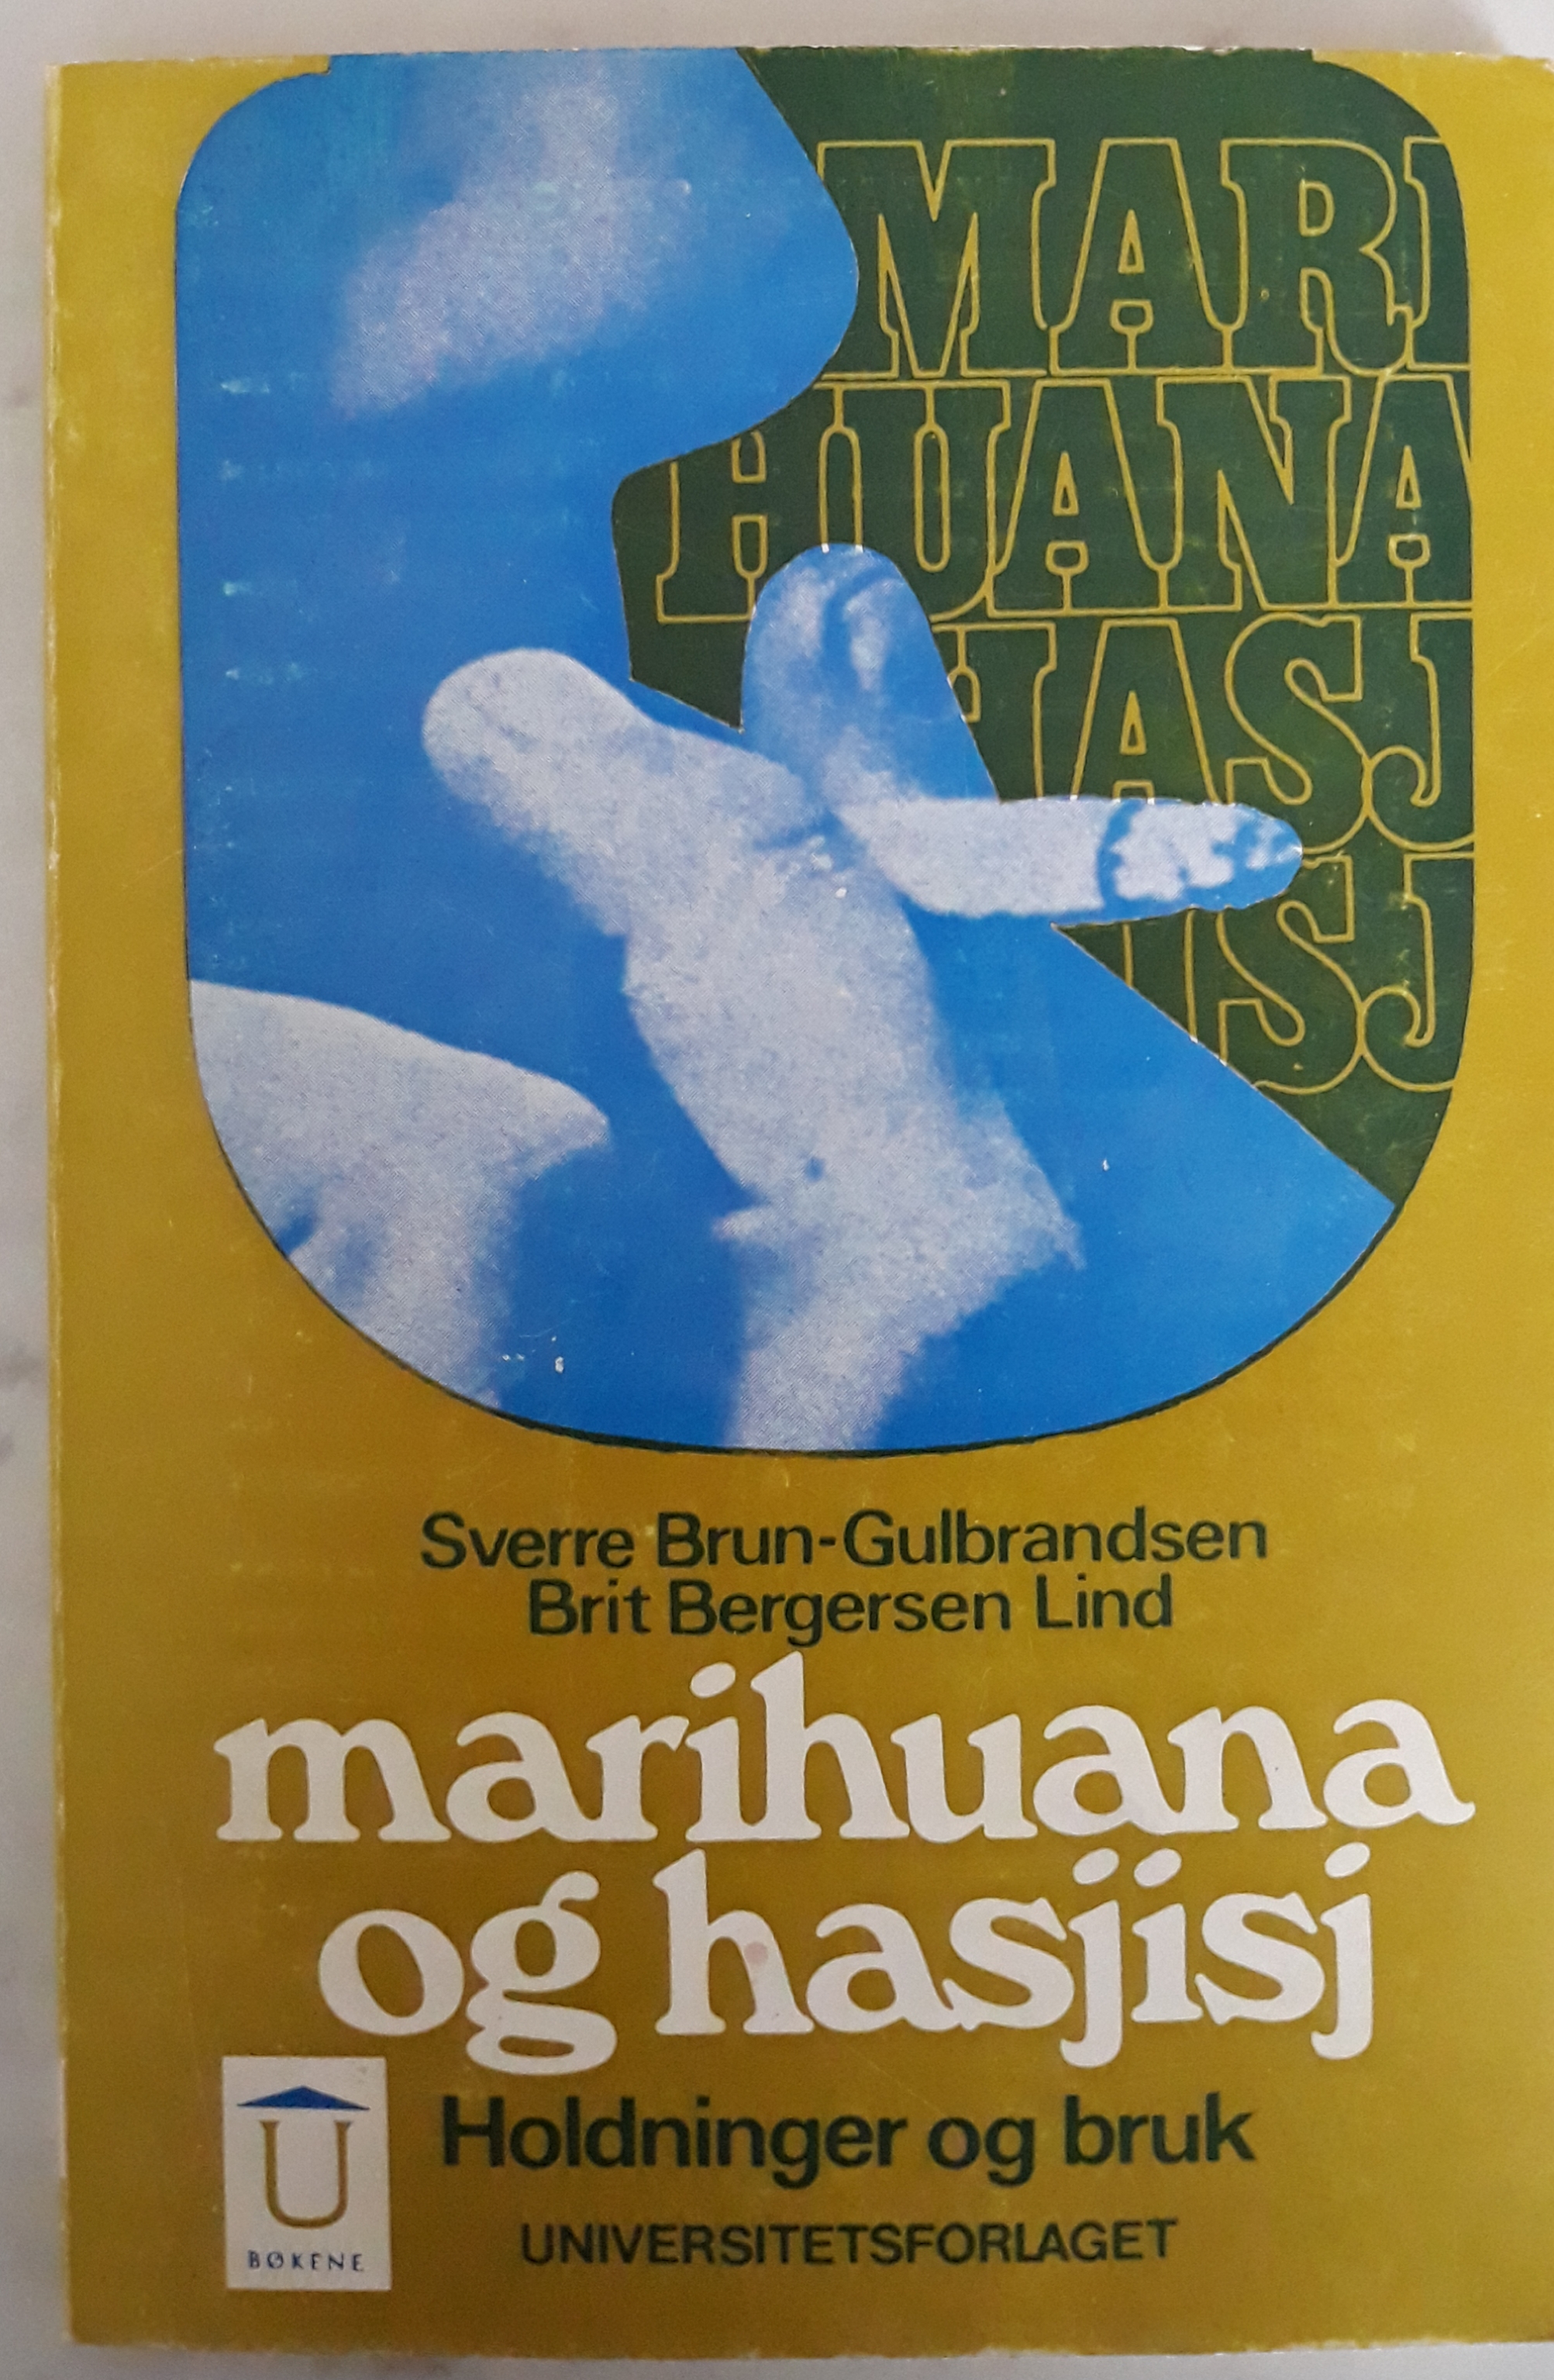 MARI
HUANA
HASJ
ISJ
Sverre Brun-Gulbrandsen
Brit Bergersen Lind
marihuana
og hasjisj
Holdninger og bruk
UNIVERSITETSFORLAGET
U
BØKENE